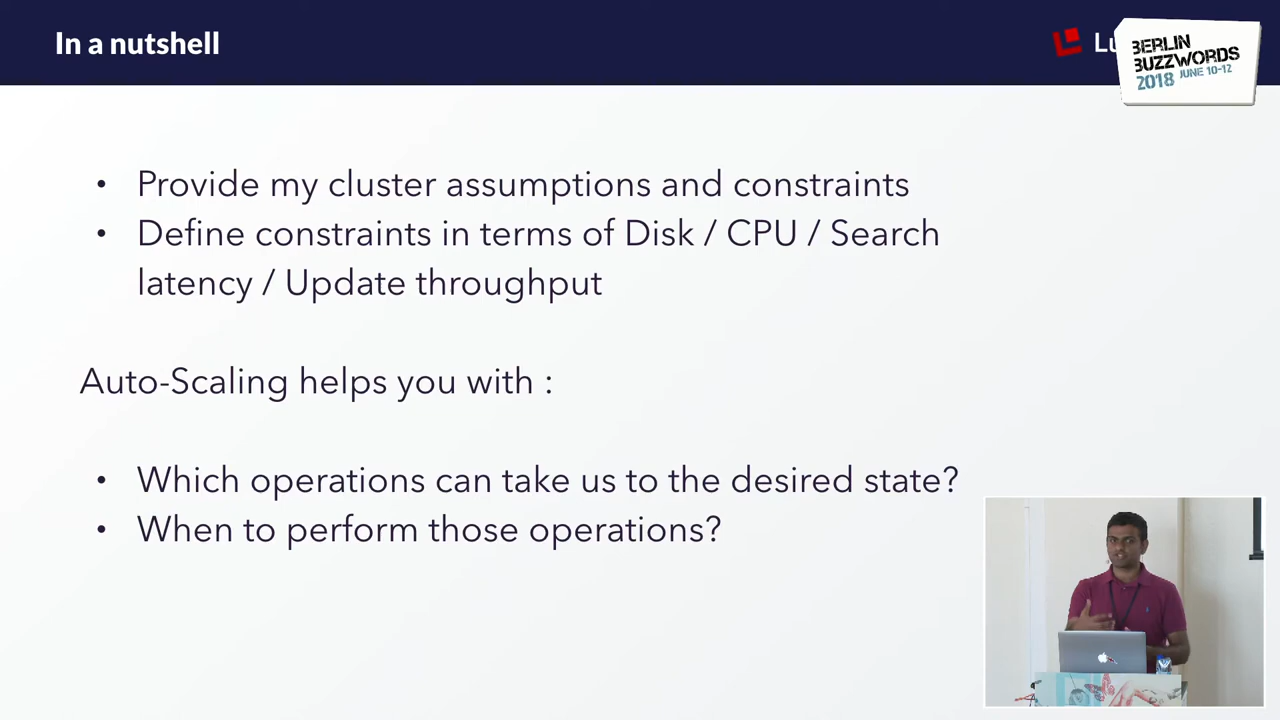 In a nutshell
BERLIN
BUZZWORDS
2018 JUNE 10-12
• Provide my cluster assumptions and constraints
• Define constraints in terms of Disk / CPU / Search
latency / Update throughput
Auto-Scaling helps you with :
• Which operations can take us to the desired state?
• When to perform those operations?